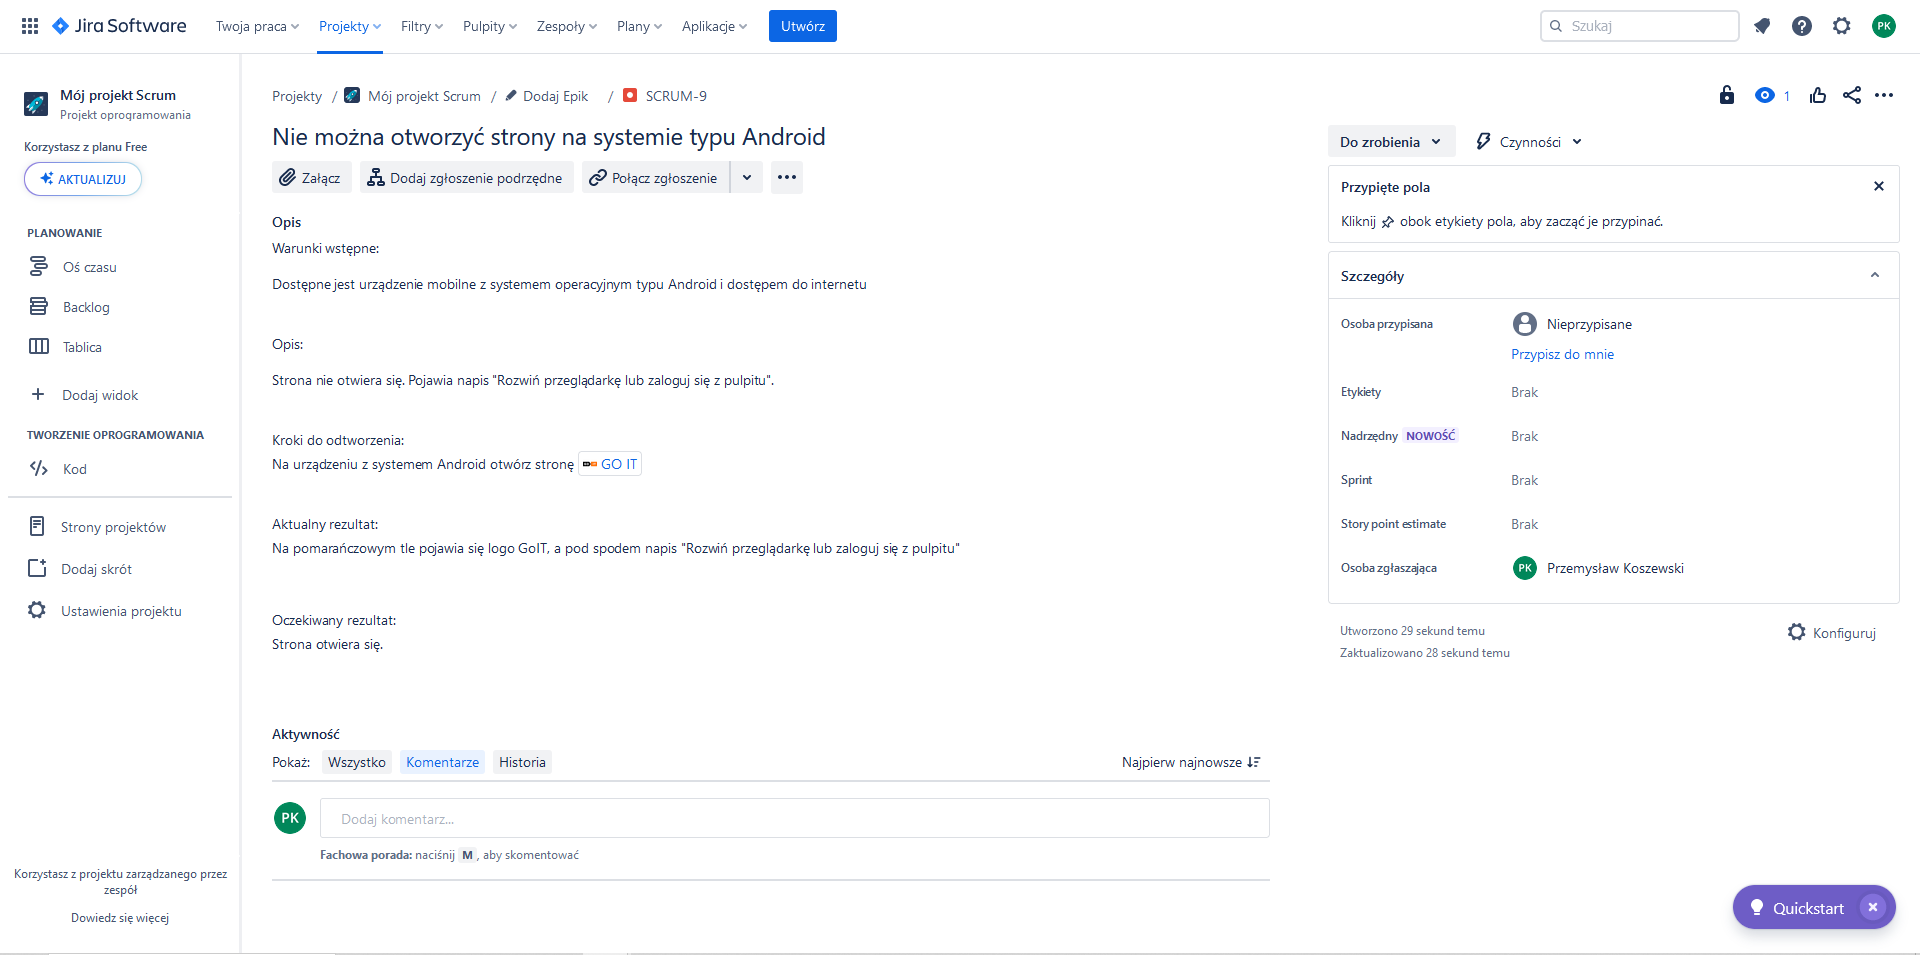 Jira Software
Twoja praca
Projekty
Filtry
Pulpity
Zespoły
Plany
Aplikacje
Utwórz
Szukaj
PK
Mój projekt Scrum
Projekt oprogramowania
Korzystasz z planu Free
AKTUALIZUJ
PLANOWANIE
Oś czasu
Backlog
Tablica
Dodaj widok
TWORZENIE OPROGRAMOWANIA
Kod
Strony projektów
Dodaj skrót
Ustawienia projektu
Korzystasz z projektu zarządzanego przez
zespół
Dowiedz się więcej
Projekty / Mój projekt Scrum / Dodaj Epik / SCRUM-9
Nie można otworzyć strony na systemie typu Android
Załącz
Dodaj zgłoszenie podrzędne
Połącz zgłoszenie
Opis
Warunki wstępne:
Dostępne jest urządzenie mobilne z systemem operacyjnym typu Android i dostępem do internetu
Opis:
Strona nie otwiera się. Pojawia napis "Rozwiń przeglądarkę lub zaloguj się z pulpitu".
Kroki do odtworzenia:
Na urządzeniu z systemem Android otwórz stronę GO IT
Aktualny rezultat:
Na pomarańczowym tle pojawia się logo GoIT, a pod spodem napis "Rozwiń przeglądarkę lub zaloguj się z pulpitu"
Oczekiwany rezultat:
Strona otwiera się.
Aktywność
Pokaż: Wszystko Komentarze Historia
Najpierw najnowsze
PK
Dodaj komentarz...
Fachowa porada: naciśnij M, aby skomentować
1
Do zrobienia
Czynności
Przypięte pola
Kliknij obok etykiety pola, aby zacząć je przypinać.
Szczegóły
Osoba przypisana
Nieprzypisane
Przypisz do mnie
Etykiety
Brak
Nadrzędny NOWOŚĆ
Brak
Sprint
Brak
Story point estimate
Brak
Osoba zgłaszająca
PK Przemysław Koszewski
Utworzono 29 sekund temu
Zaktualizowano 28 sekund temu
Konfiguruj
Quickstart